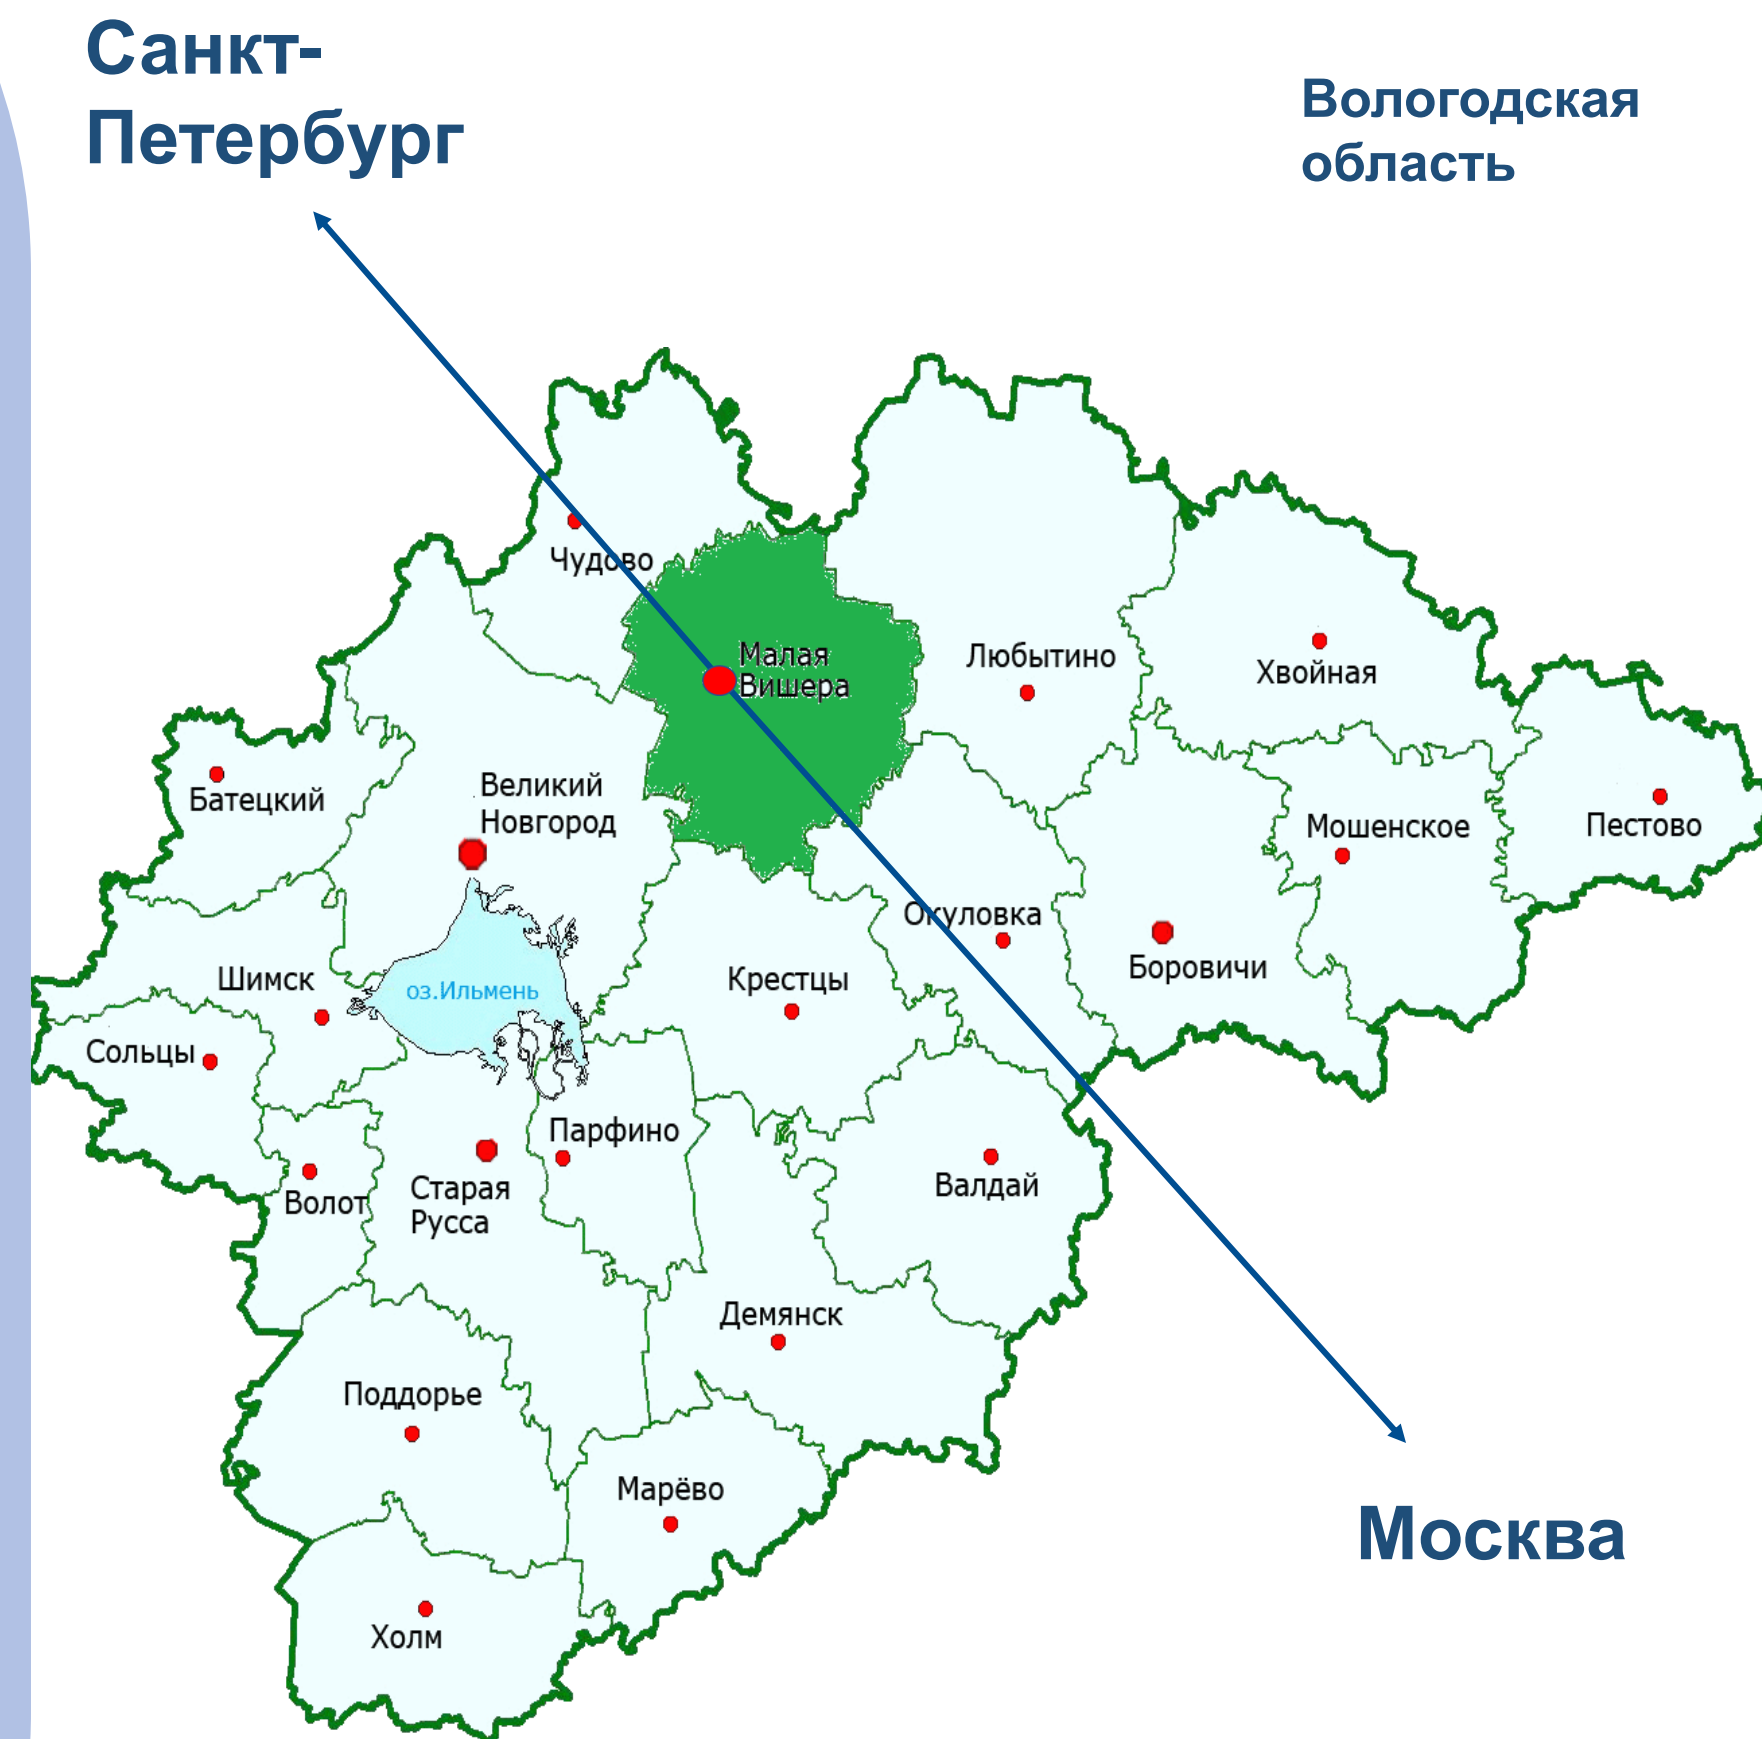 Санкт-
Петербург
Вологодская
область
Чудово
Малая
Вишера
Любытино
Хвойная
Батецкий
Великий
Новгород
Мошенское
Пестово
Окуловка
Боровичи
Шимск
оз.Ильмень
Крестцы
Сольцы
Парфино
Волот
Старая
Русса
Валдай
Демянск
Поддорье
Марёво
Москва
Холм